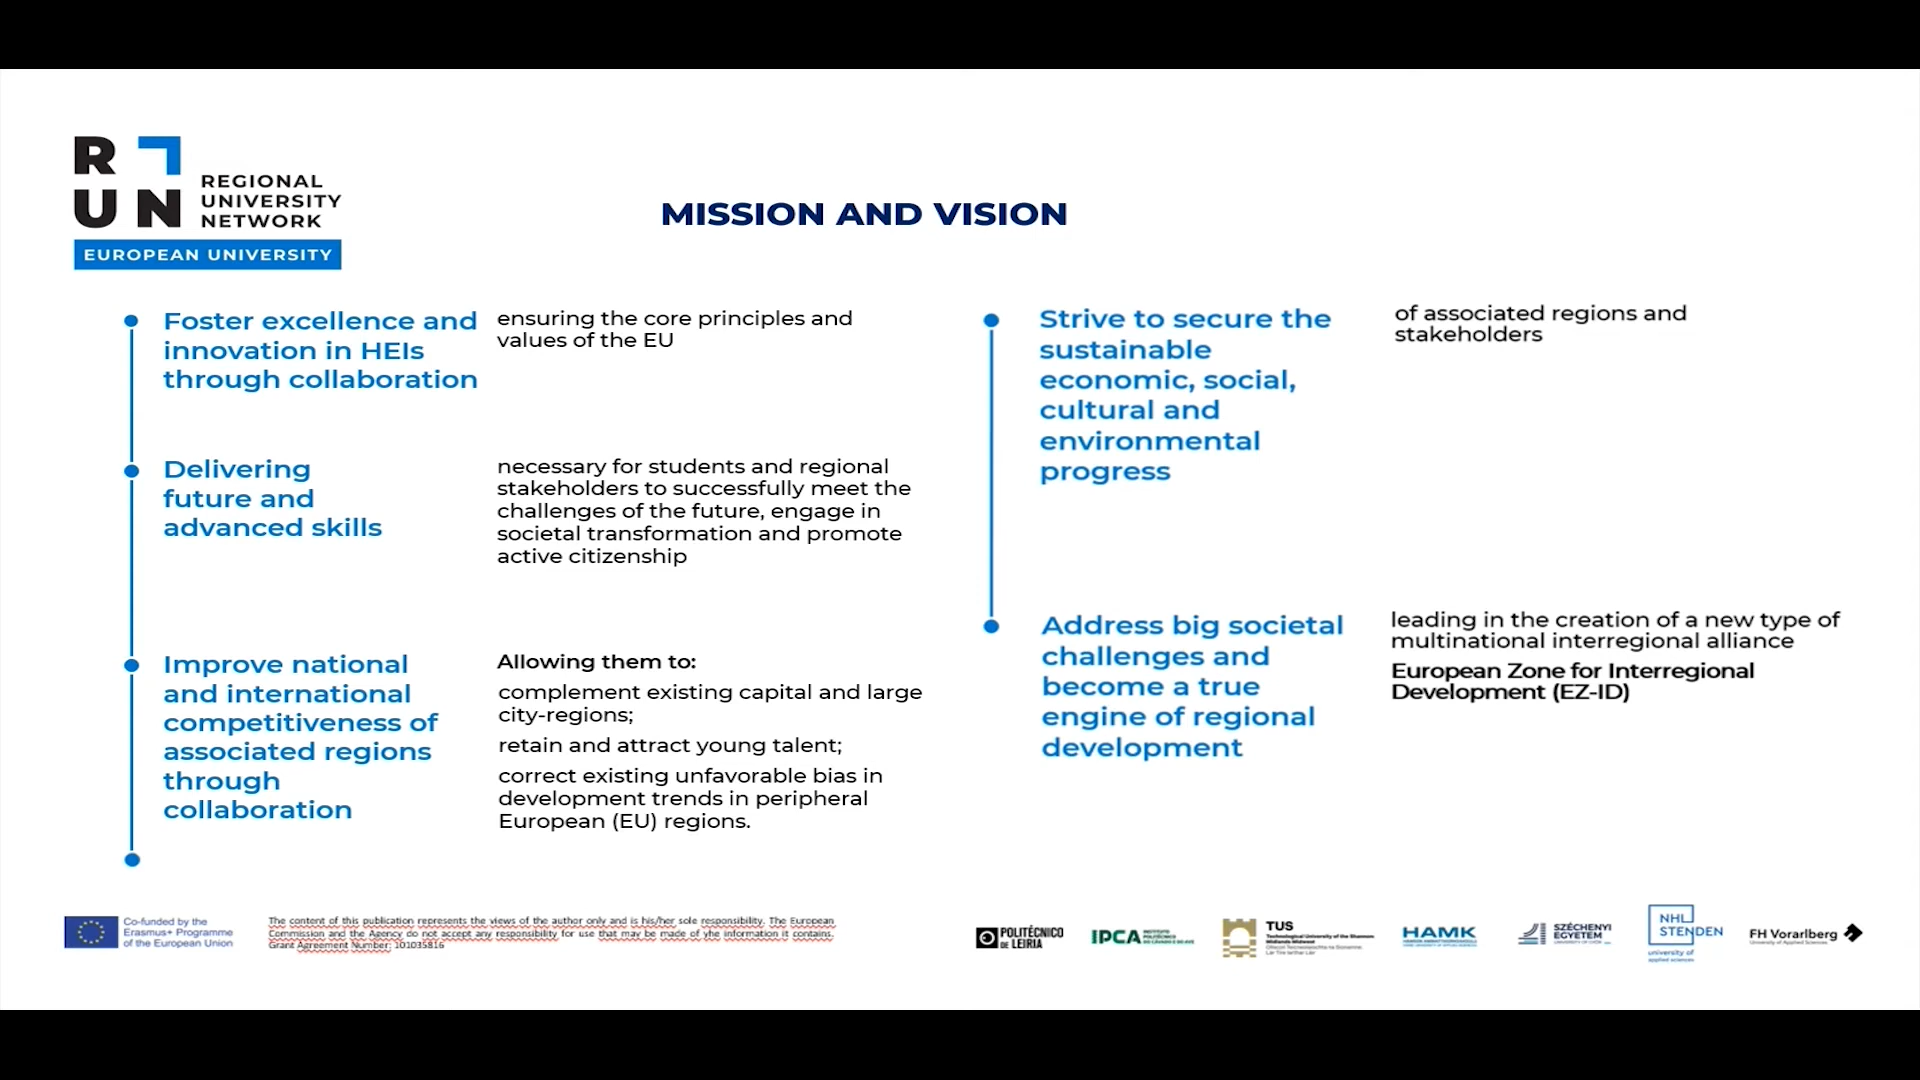 R
UN
REGIONAL
UNIVERSITY
NETWORK
EUROPEAN UNIVERSITY
MISSION AND VISION
Foster excellence and
innovation in HEIs
through collaboration
ensuring the core principles and
values of the EU
Delivering
future and
advanced skills
necessary for students and regional
stakeholders to successfully meet the
challenges of the future, engage in
societal transformation and promote
active citizenship
Improve national
and international
competitiveness of
associated regions
through
collaboration
Allowing them to:
complement existing capital and large
city-regions;
retain and attract young talent;
correct existing unfavorable bias in
development trends in peripheral
European (EU) regions.
Strive to secure the
sustainable
economic, social,
cultural and
environmental
progress
of associated regions and
stakeholders
Address big societal
challenges and
become a true
engine of regional
development
leading in the creation of a new type of
multinational interregional alliance
European Zone for Interregional
Development (EZ-ID)
Co-funded by the
Erasmus+ Programme
of the European Union
The content of this publication represents the views of the author only and is his/her sole responsibility. The European
Commission and the Agency do not accept any responsibility for use that may be made of yhe information it contains.
Grant Agreement Number: 101035816
POLITÉCNICO
DE LEIRIA
IPCA
TUS
Technological University of the Shannon:
Midlands Midwest
HAMK
SZÉCHENYI
EGYETEM
NHL
STENDEN
university of
applied sciences
FH Vorarlberg
University of Applied Sciences